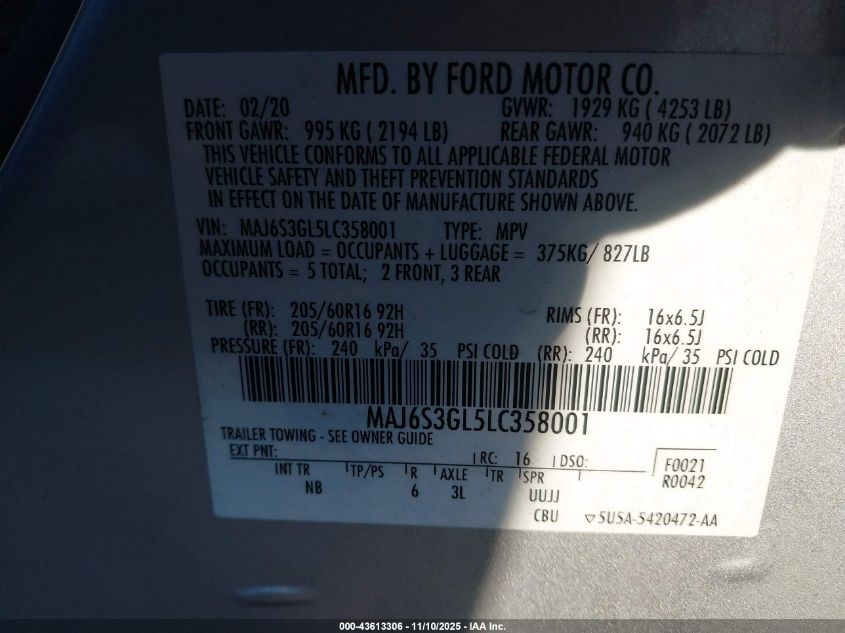 MFD. BY FORD MOTOR CO.
DATE: 02/20 GVWR: 1929 KG ( 4253 LB)
FRONT GAWR: 995 KG ( 2194 LB) REAR GAWR: 940 KG ( 2072 LB)
THIS VEHICLE CONFORMS TO ALL APPLICABLE FEDERAL MOTOR
VEHICLE SAFETY AND THEFT PREVENTION STANDARDS
IN EFFECT ON THE DATE OF MANUFACTURE SHOWN ABOVE.
VIN: MAJ6S3GL5LC358001 TYPE: MPV
MAXIMUM LOAD = OCCUPANTS + LUGGAGE = 375KG/ 827LB
OCCUPANTS = 5 TOTAL; 2 FRONT, 3 REAR
TIRE (FR): 205/60R16 92H RIMS (FR): 16x6.5J
(RR): 205/60R16 92H (RR): 16x6.5J
PRESSURE (FR): 240 kPa/ 35 PSI COLD (RR): 240 kPa/ 35 PSI COLD
MAJ6S3GL5LC358001
TRAILER TOWING - SEE OWNER GUIDE
EXT PNT: RC: 16 DSO: F0021
R0042
INT TR TP/PS R AXLE TR SPR
NB 6 3L UUJJ
CBU 5U5A-5420472-AA
000-43613306 — 11/10/2025 — IAA Inc.